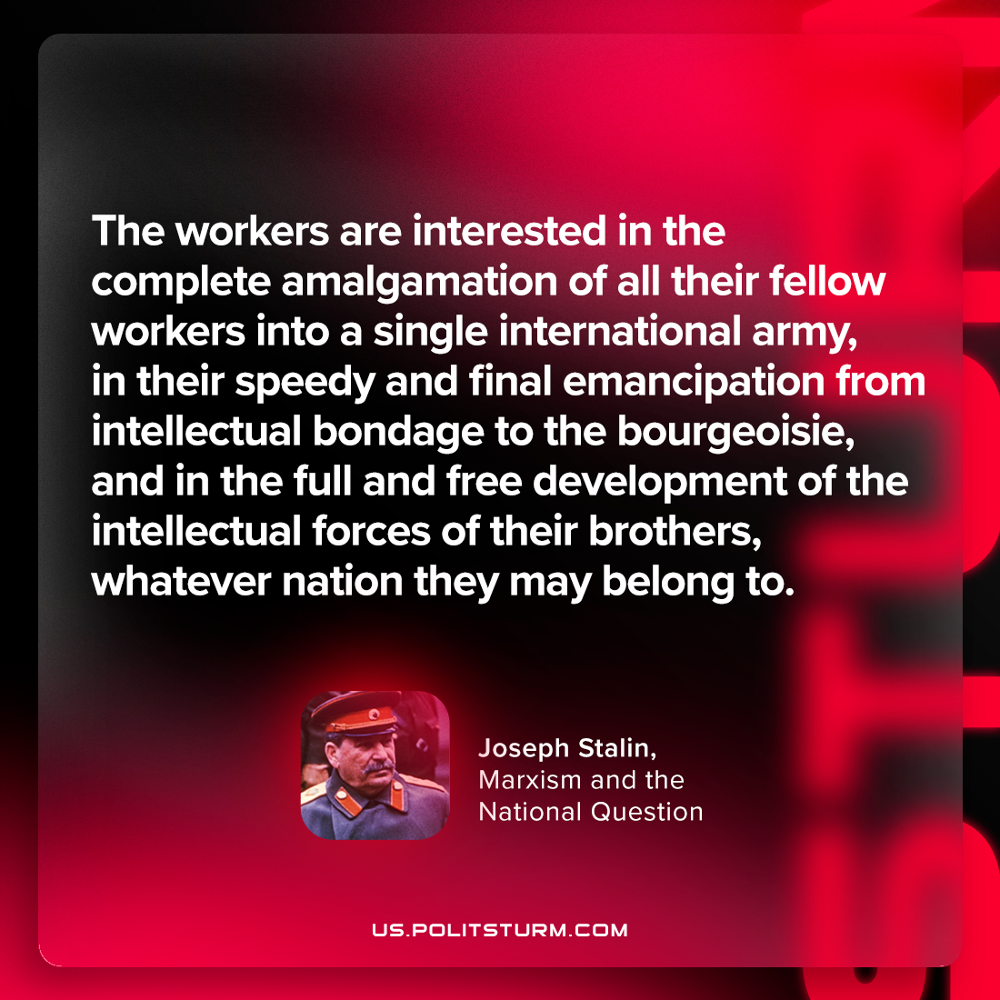 The workers are interested in the
complete amalgamation of all their fellow
workers into a single international army,
in their speedy and final emancipation from
intellectual bondage to the bourgeoisie,
and in the full and free development of the
intellectual forces of their brothers,
whatever nation they may belong to.
Joseph Stalin,
Marxism and the
National Question
US.POLITSTURM.COM